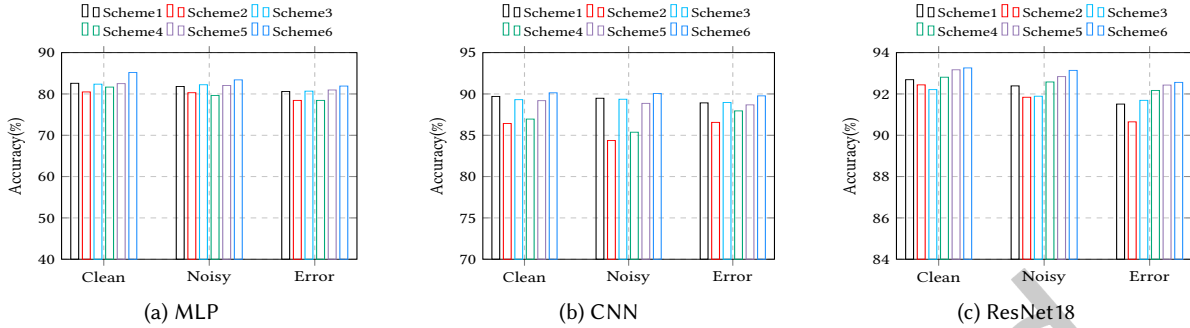 Scheme1 Scheme2 Scheme3
Scheme4 Scheme5 Scheme6
90
80
70
60
50
40
Accuracy(%)
Clean Noisy Error
(a) MLP
Scheme1 Scheme2 Scheme3
Scheme4 Scheme5 Scheme6
95
90
85
80
75
70
Accuracy(%)
Clean Noisy Error
(b) CNN
Scheme1 Scheme2 Scheme3
Scheme4 Scheme5 Scheme6
94
92
90
88
86
84
Accuracy(%)
Clean Noisy Error
(c) ResNet18